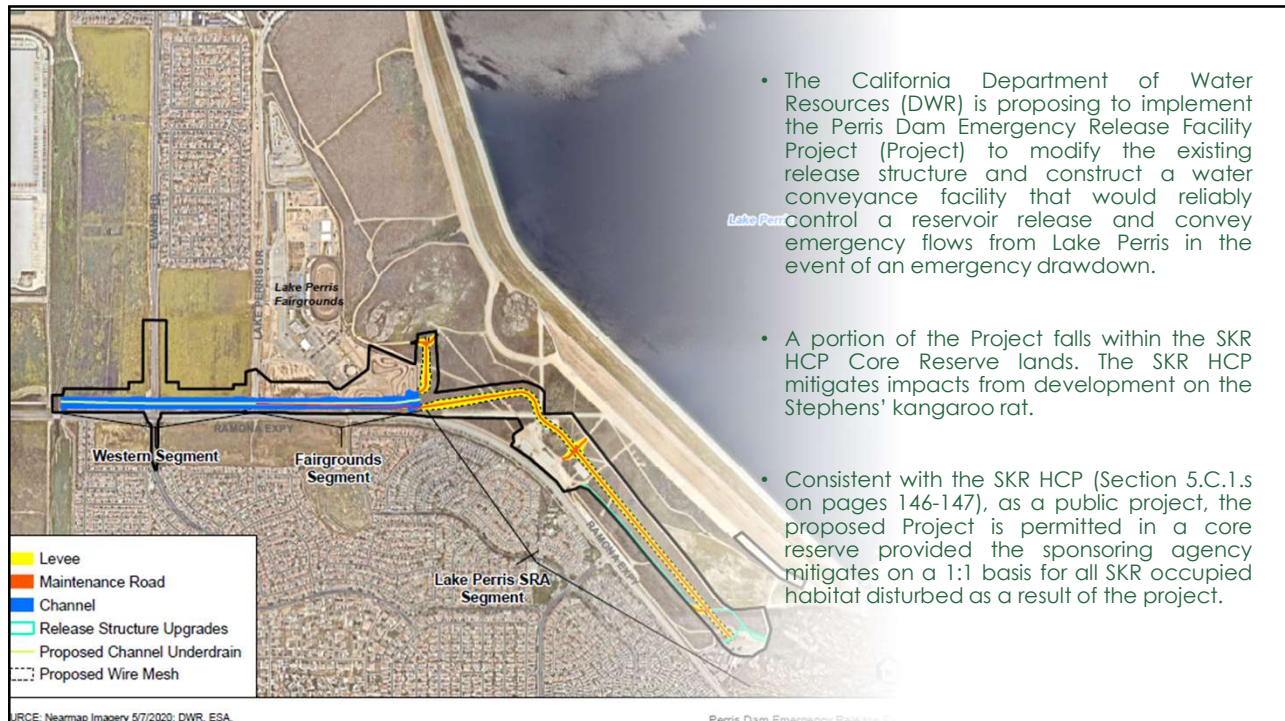 Lake Perris
Fairgrounds
EVANS RD
LAKE PERRIS DR
RAMONA EXPY
Western Segment
Fairgrounds
Segment
Lake Perris SRA
Segment
RAMONA EXPY
Lake Perris
Levee
Maintenance Road
Channel
Release Structure Upgrades
Proposed Channel Underdrain
Proposed Wire Mesh
URCE: Nearmap Imagery 5/7/2020; DWR, ESA.
Perris Dam Emergency Release
• The California Department of Water
Resources (DWR) is proposing to implement
the Perris Dam Emergency Release Facility
Project (Project) to modify the existing
release structure and construct a water
conveyance facility that would reliably
control a reservoir release and convey
emergency flows from Lake Perris in the
event of an emergency drawdown.
• A portion of the Project falls within the SKR
HCP Core Reserve lands. The SKR HCP
mitigates impacts from development on the
Stephens’ kangaroo rat.
• Consistent with the SKR HCP (Section 5.C.1.s
on pages 146-147), as a public project, the
proposed Project is permitted in a core
reserve provided the sponsoring agency
mitigates on a 1:1 basis for all SKR occupied
habitat disturbed as a result of the project.